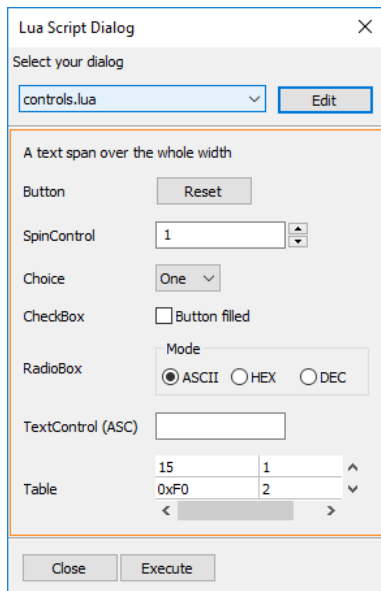 Lua Script Dialog
Select your dialog
controls.lua Edit
A text span over the whole width
Button Reset
SpinControl 1
Choice One
CheckBox Button filled
Mode
RadioBox ASCII HEX DEC
TextControl (ASC)
15 1
Table 0xF0 2
Close Execute